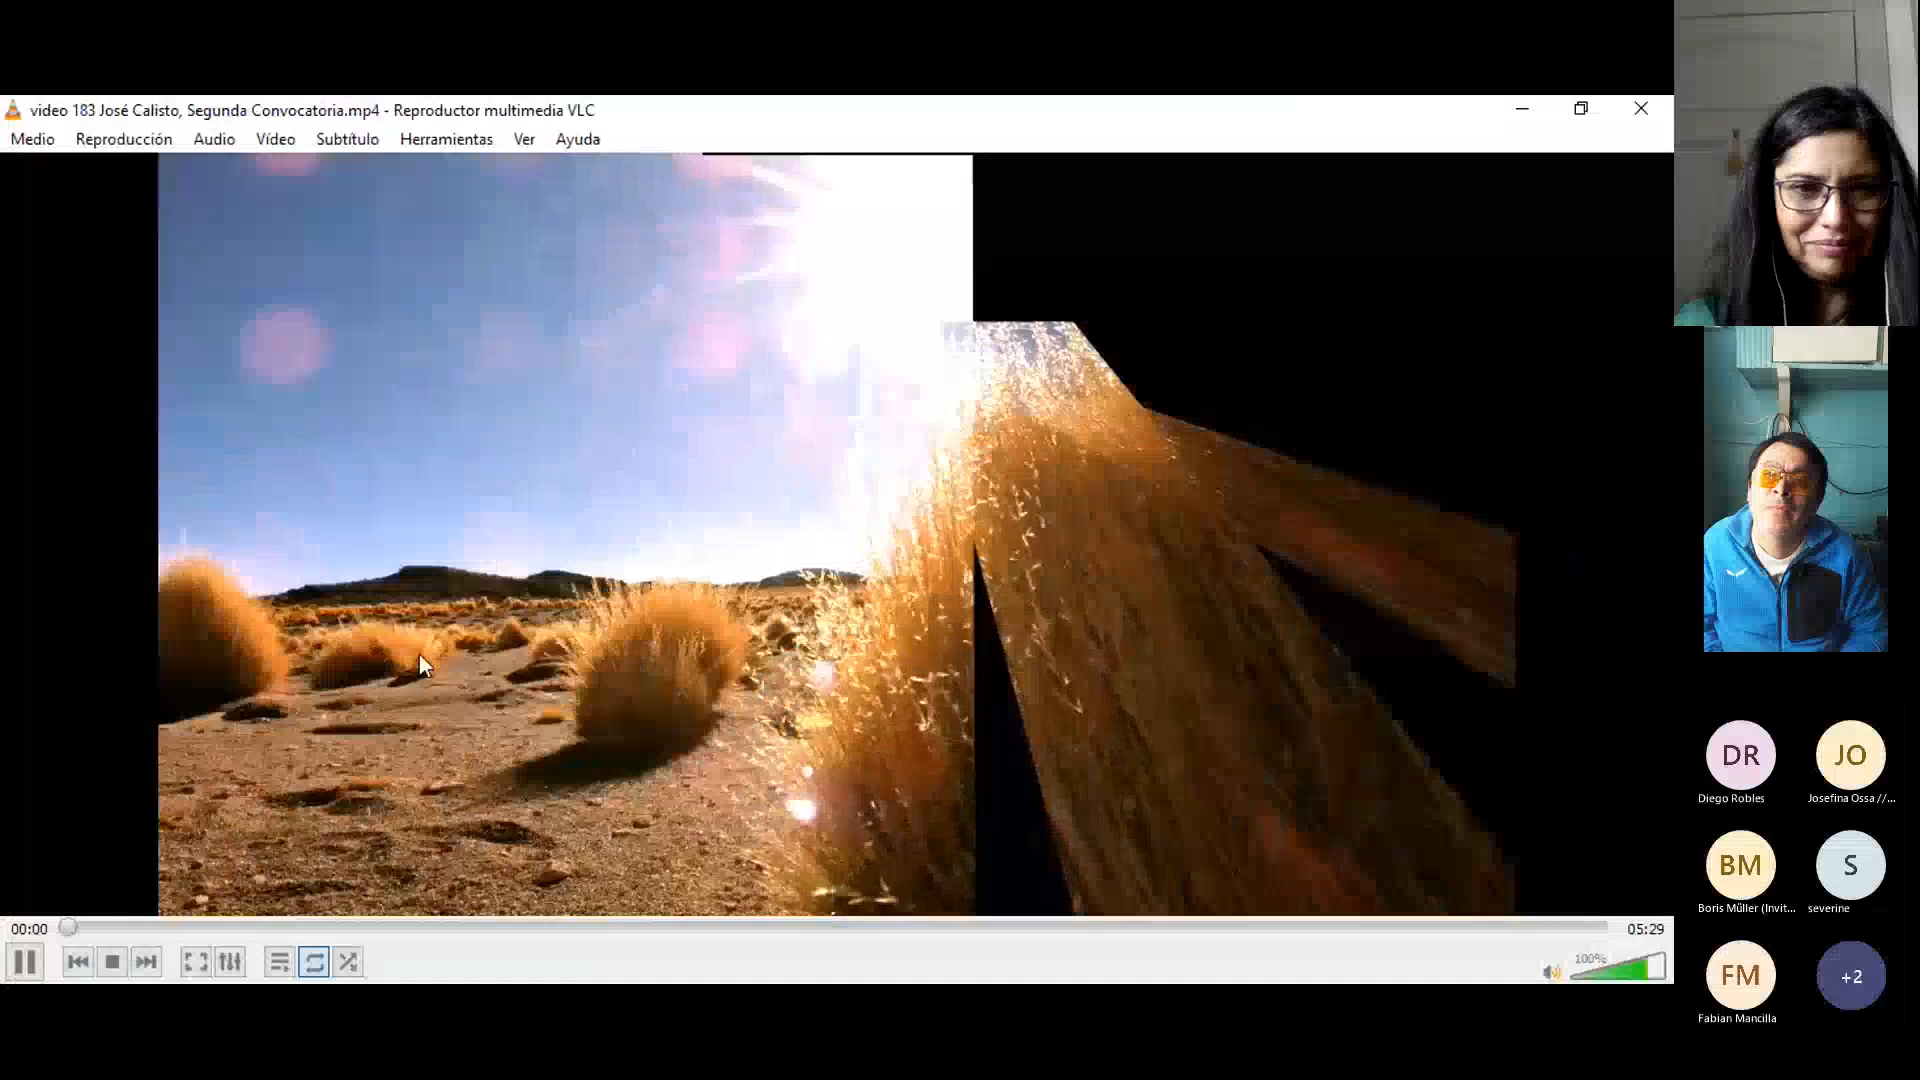 video 183 José Calisto, Segunda Convocatoria.mp4 - Reproductor multimedia VLC
Medio Reproducción Audio Vídeo Subtítulo Herramientas Ver Ayuda
00:00
05:29
100%
DR
Diego Robles
JO
Josefina Ossa //...
BM
Boris Müller (Invit...
S
severine
FM
Fabian Mancilla
+2